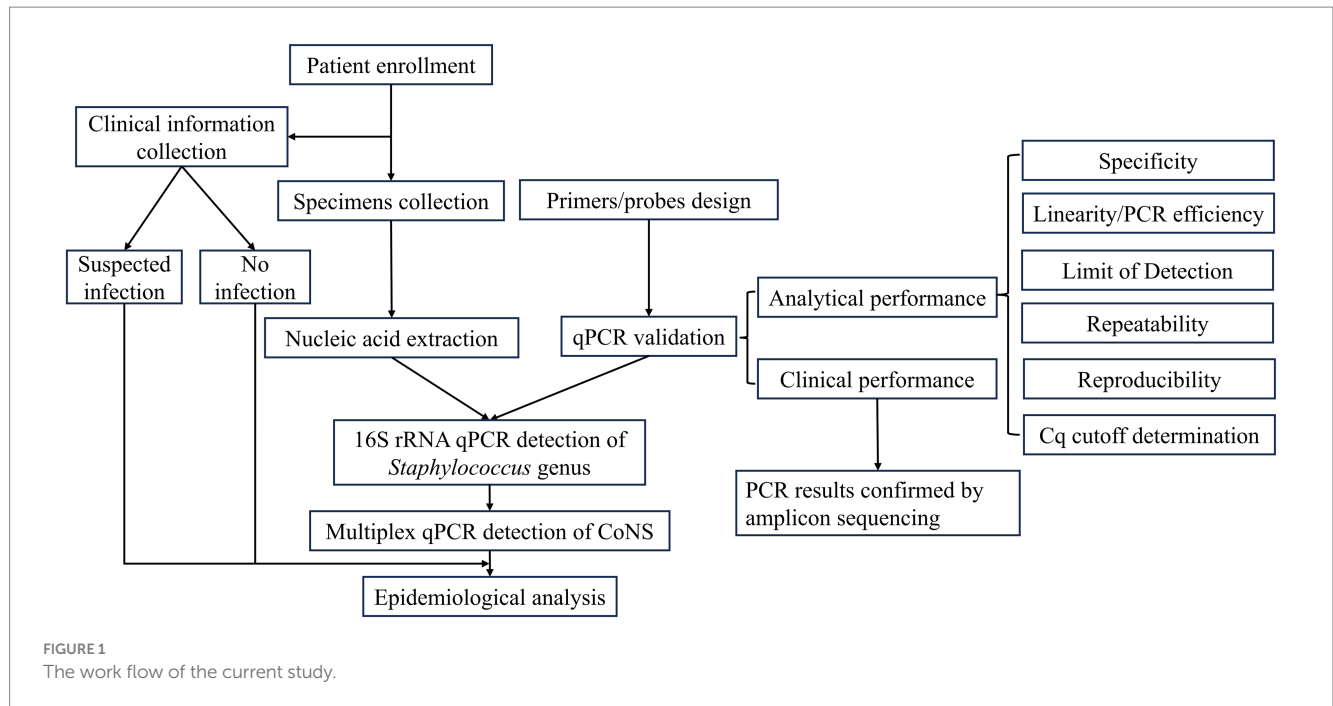 Patient enrollment
Clinical information
collection
Specimens collection
Primers/probes design
Suspected
infection
No
infection
Nucleic acid extraction
qPCR validation
Analytical performance
Clinical performance
Specificity
Linearity/PCR efficiency
Limit of Detection
Repeatability
Reproducibility
Cq cutoff determination
16S rRNA qPCR detection of
Staphylococcus genus
PCR results confirmed by
amplicon sequencing
Multiplex qPCR detection of CoNS
Epidemiological analysis
FIGURE 1
The work flow of the current study.